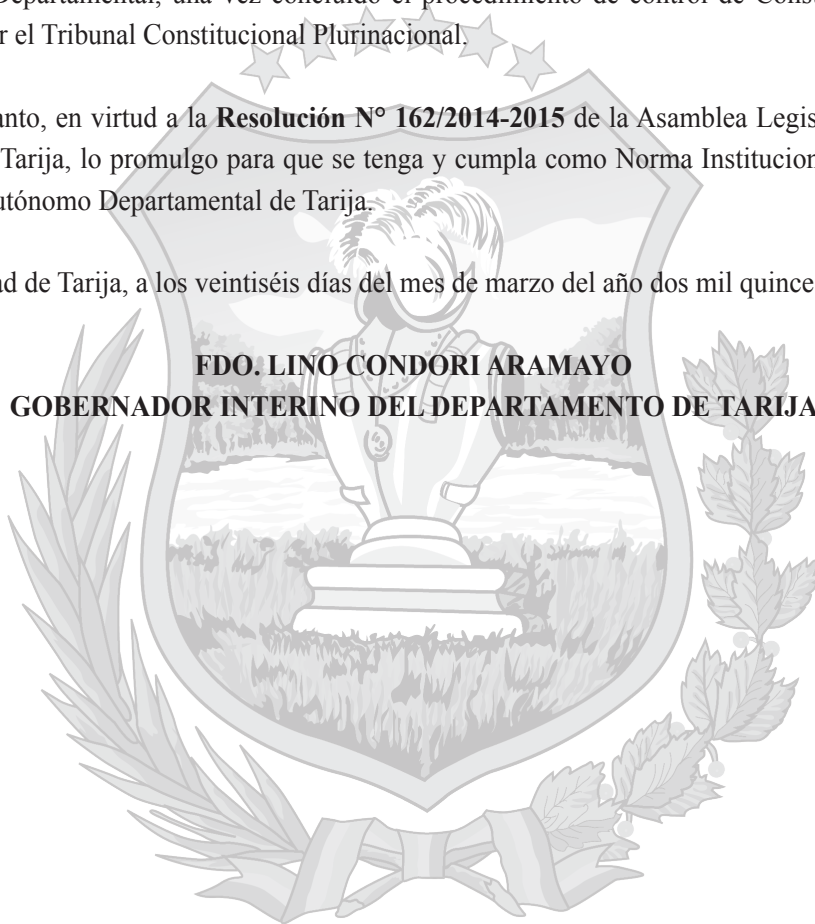 Departamental, una vez concluido el procedimiento de control de
r el Tribunal Constitucional Plurinacional.
anto, en virtud a la Resolución N° 162/2014-2015 de la Asamblea Legis
Tarija, lo promulgo para que se tenga y cumpla como Norma Institucion
utónomo Departamental de Tarija.
ad de Tarija, a los veintiséis días del mes de marzo del año dos mil quince
FDO. LINO CONDORI ARAMAYO
GOBERNADOR INTERINO DEL DEPARTAMENTO DE TARIJA